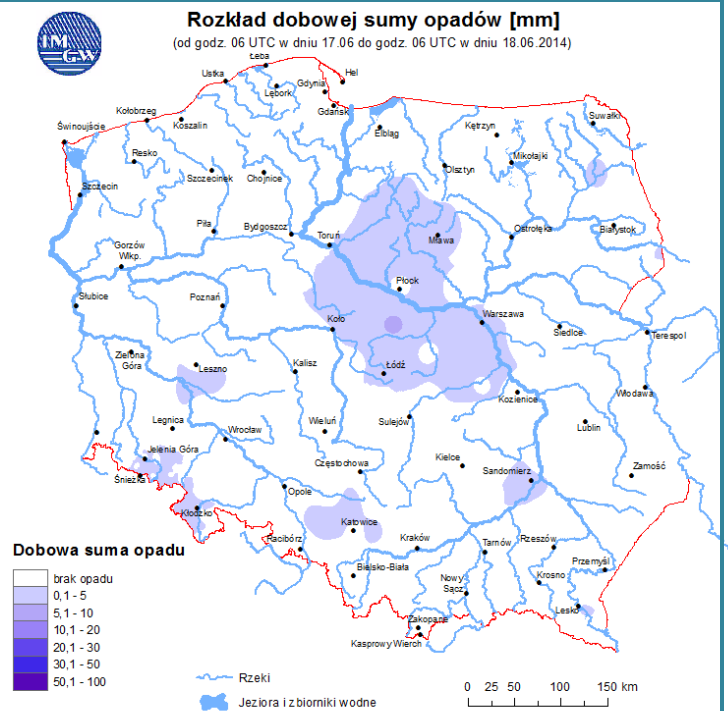 IM
GW
Rozkład dobowej sumy opadów [mm]
(od godz. 06 UTC w dniu 17.06 do godz. 06 UTC w dniu 18.06.2014)
Łeba
Ustka
Hel
Lębork
Gdynia
Gdańsk
Kołobrzeg
Koszalin
Suwałki
Świnoujście
Elbląg
Kętrzyn
Resko
Mikołajki
Szczecinek
Chojnice
Olsztyn
Szczecin
Piła
Bydgoszcz
Toruń
Mława
Ostrołęka
Białystok
Gorzów
Wlkp.
Płock
Słubice
Poznań
Koło
Warszawa
Siedlce
Terespol
Zielona
Góra
Leszno
Kalisz
Łódź
Kozienice
Włodawa
Legnica
Wrocław
Wieluń
Sulejów
Lublin
Jelenia Góra
Śnieżka
Częstochowa
Kielce
Sandomierz
Zamość
Opole
Kłodzko
Katowice
Racibórz
Kraków
Tarnów
Rzeszów
Przemyśl
Bielsko-Biała
Nowy
Sącz
Krosno
Lesko
Zakopane
Kasprowy Wierch
Dobowa suma opadu
brak opadu
0,1 - 5
5,1 - 10
10,1 - 20
20,1 - 30
30,1 - 50
50,1 - 100
Rzeki
Jeziora i zbiorniki wodne
0 25 50 100 150 km